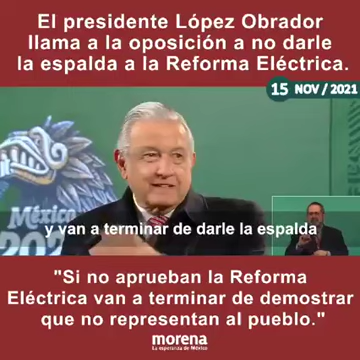 El presidente López Obrador
llama a la oposición a no darle
la espalda a la Reforma Eléctrica.
15 NOV / 2021
México
y van a terminar de darle la espalda
"Si no aprueban la Reforma
Eléctrica van a terminar de demostrar
que no representan al pueblo."
morena
La esperanza de México